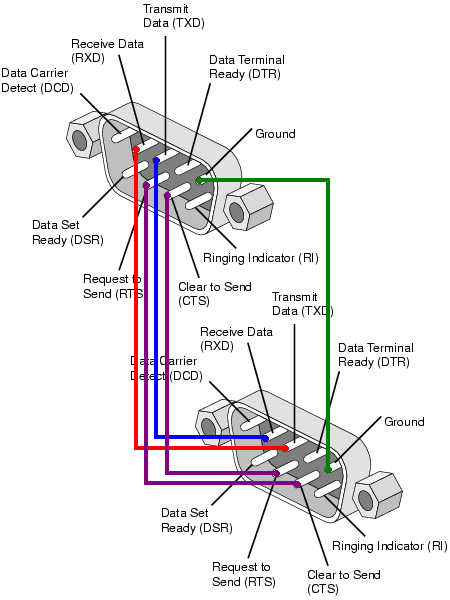 Transmit
Data (TXD)
Receive Data
(RXD)
Data Terminal
Ready (DTR)
Data Carrier
Detect (DCD)
Ground
Data Set
Ready (DSR)
Ringing Indicator (RI)
Request to
Send (RTS
Clear to Send
(CTS)
Transmit
Data (TXD)
Receive Data
(RXD)
Data Terminal
Ready (DTR)
Data Carrier
Detect (DCD)
Ground
Data Set
Ready (DSR)
Ringing Indicator (RI)
Request to
Send (RTS)
Clear to Send
(CTS)